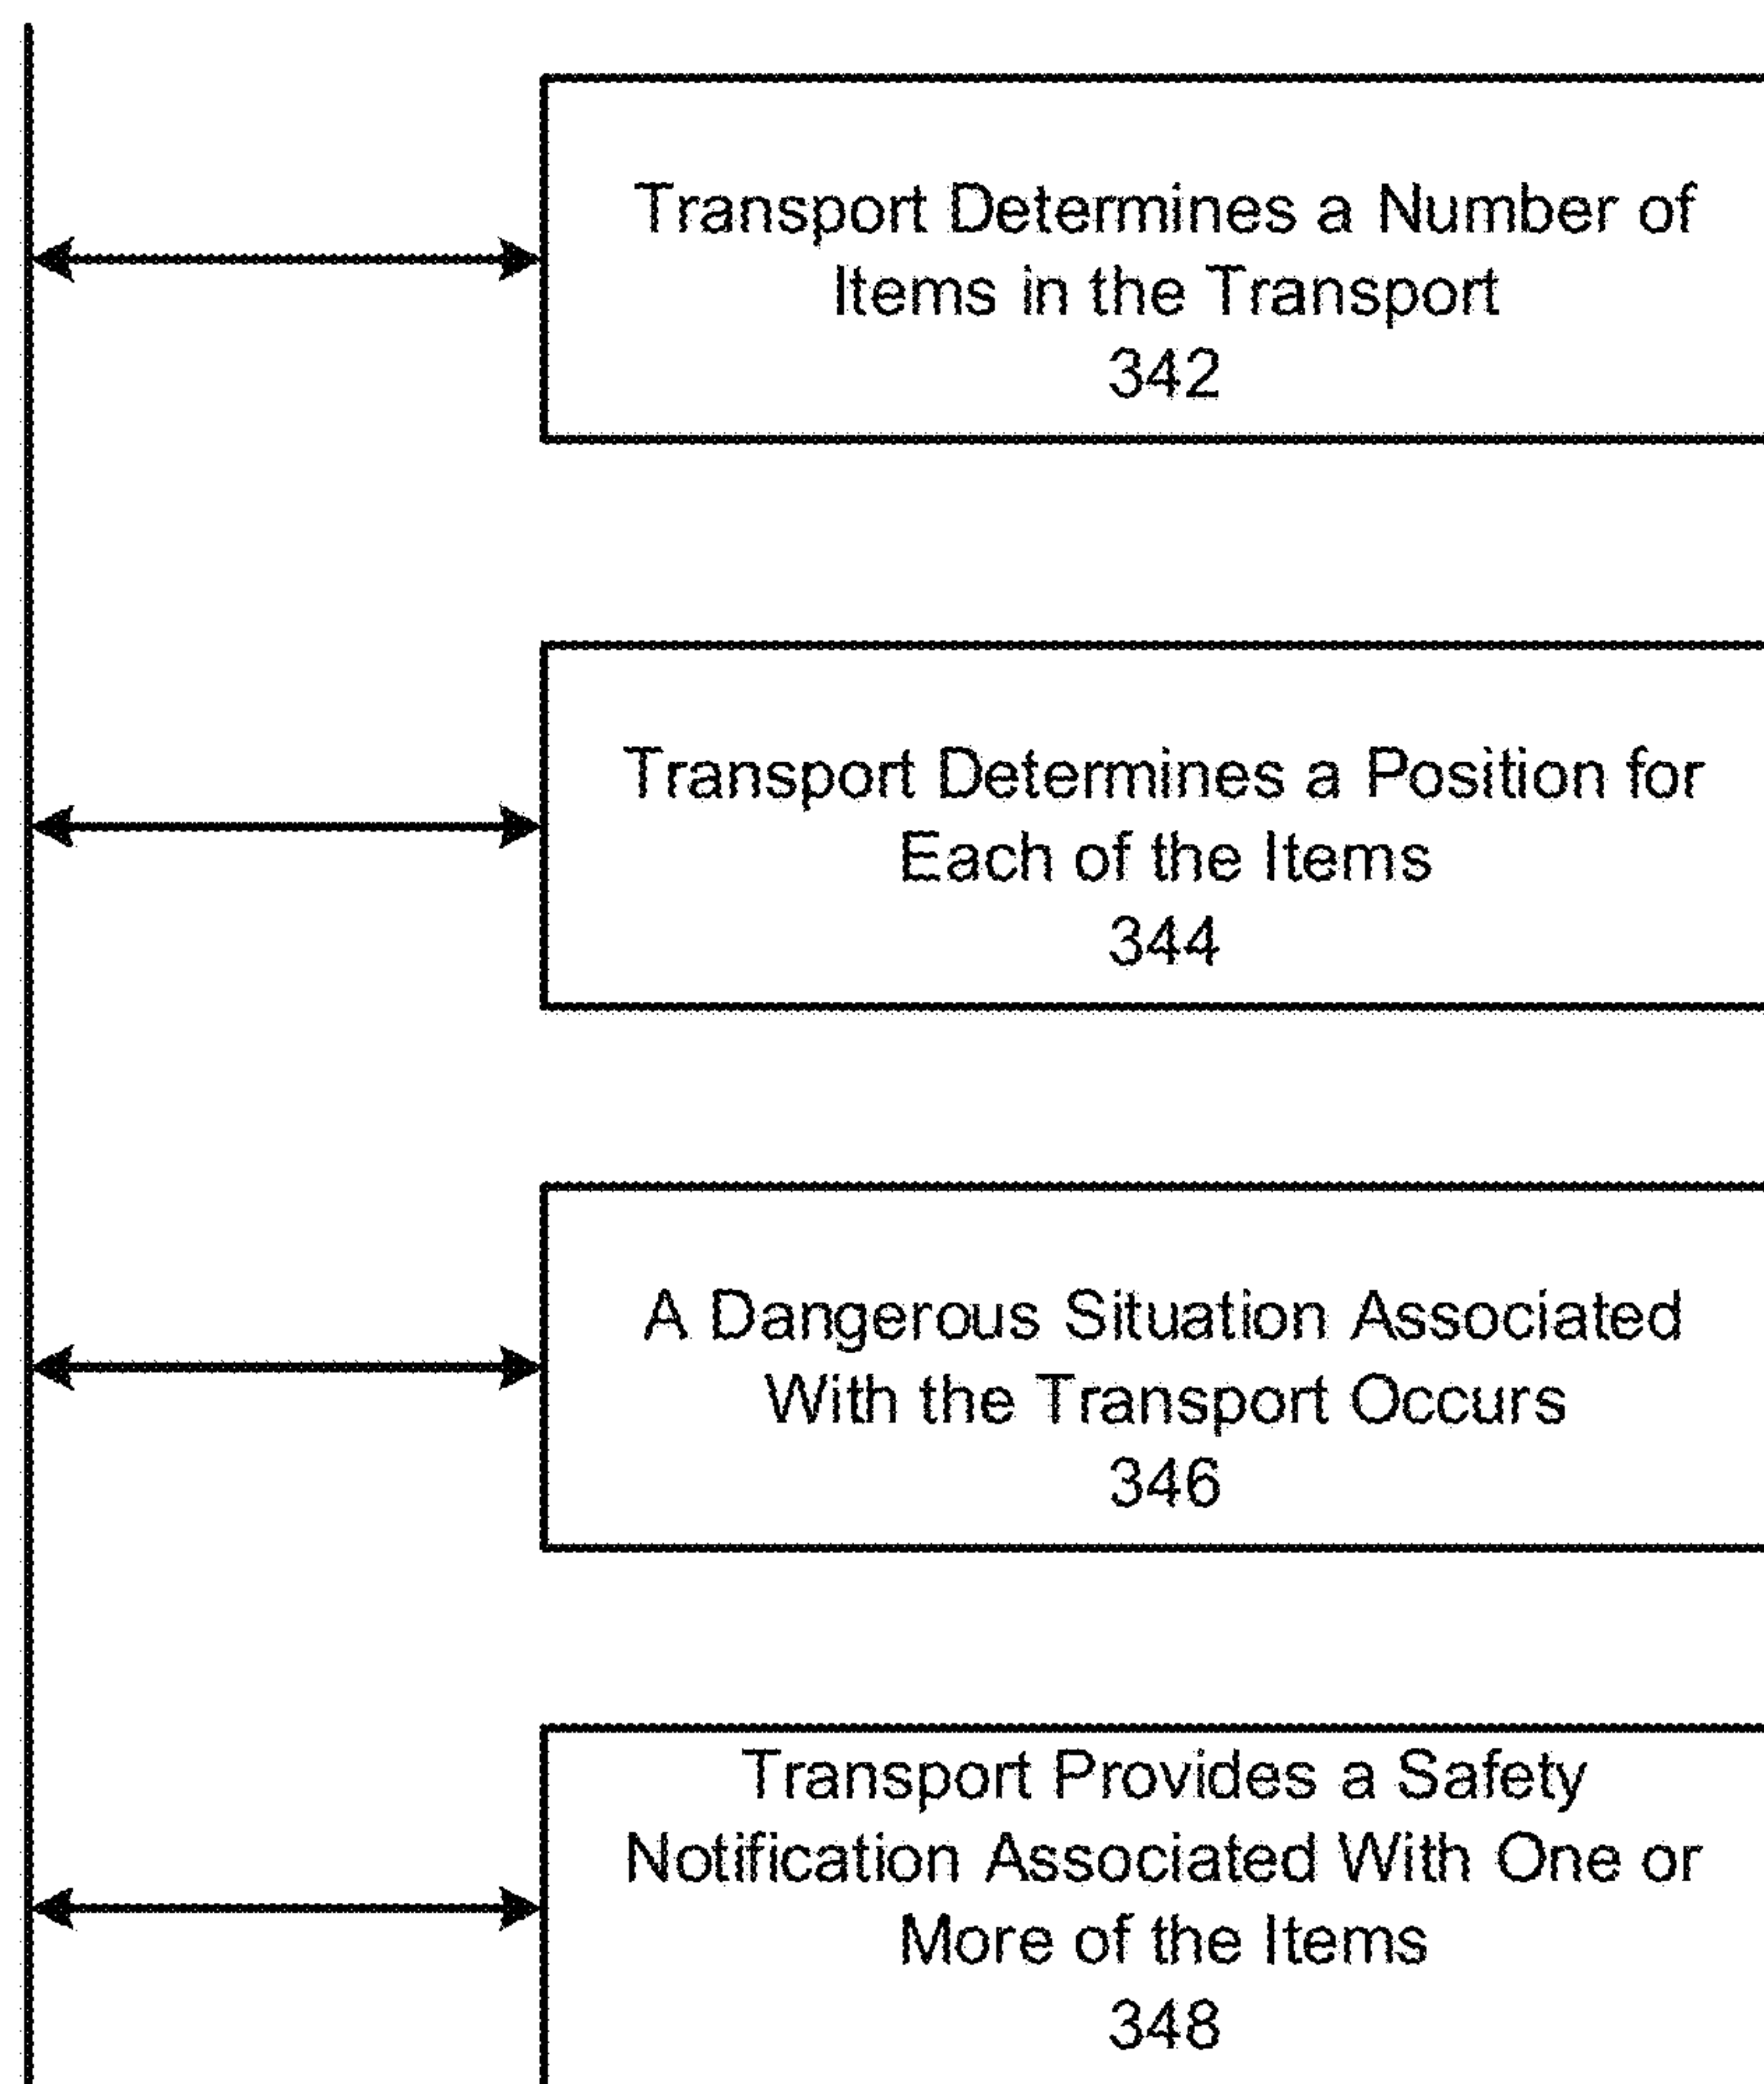 Transport Determines a Number of
Items in the Transport
342
Transport Determines a Position for
Each of the Items
344
A Dangerous Situation Associated
With the Transport Occurs
346
Transport Provides a Safety
Notification Associated With One or
More of the Items
348